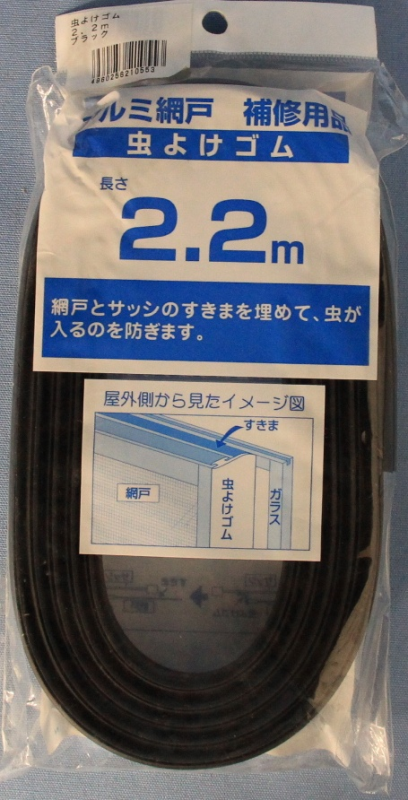 虫よけゴム
2.2m
ブラック
4980256210553
アルミ網戸 補修用品
虫よけゴム
長さ
2.2m
網戸とサッシのすきまを埋めて、虫が
入るのを防ぎます。
屋外側から見たイメージ図
すきま
網戸
虫よけゴム
ガラス